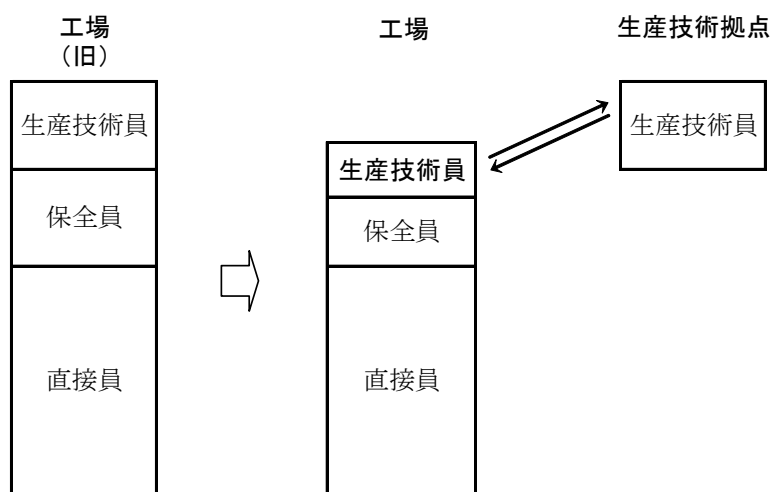 工場
（旧）
生産技術員
保全員
直接員
工場
生産技術員
保全員
直接員
生産技術拠点
生産技術員